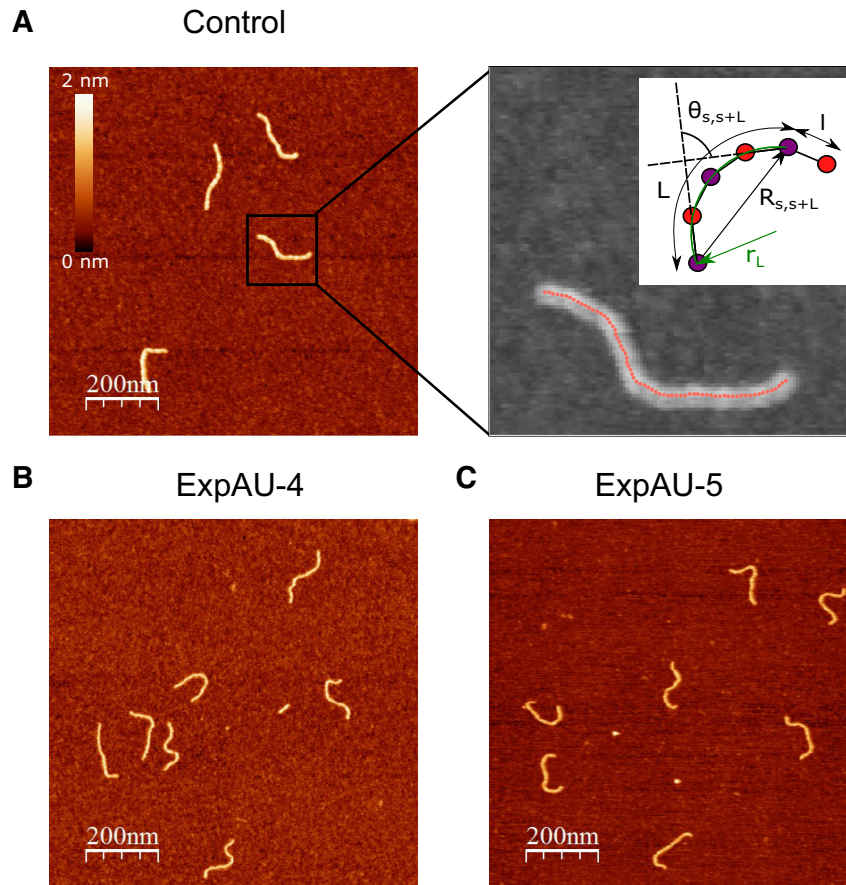 A
Control
2 nm
0 nm
200nm
θs,s+L
l
L
Rs,s+L
rL
B
ExpAU-4
200nm
C
ExpAU-5
200nm